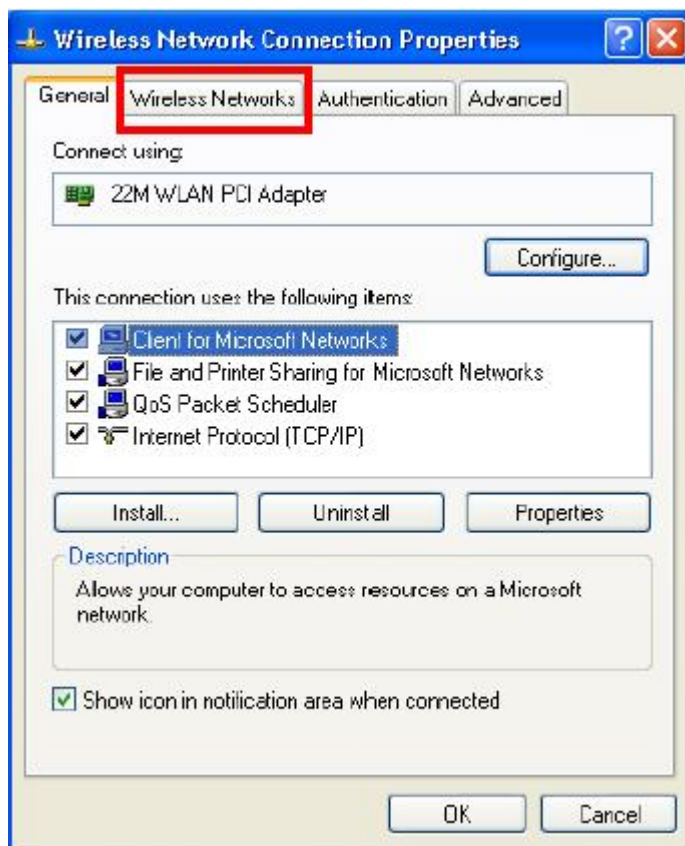 Wireless Network Connection Properties
General Wireless Networks Authentication Advanced
Connect using:
22M WLAN PCI Adapter
Configure...
This connection uses the following items:
Client for Microsoft Networks
File and Printer Sharing for Microsoft Networks
QoS Packet Scheduler
Internet Protocol (TCP/IP)
Install... Uninstall Properties
Description
Allows your computer to access resources on a Microsoft
network.
Show icon in notification area when connected
OK Cancel